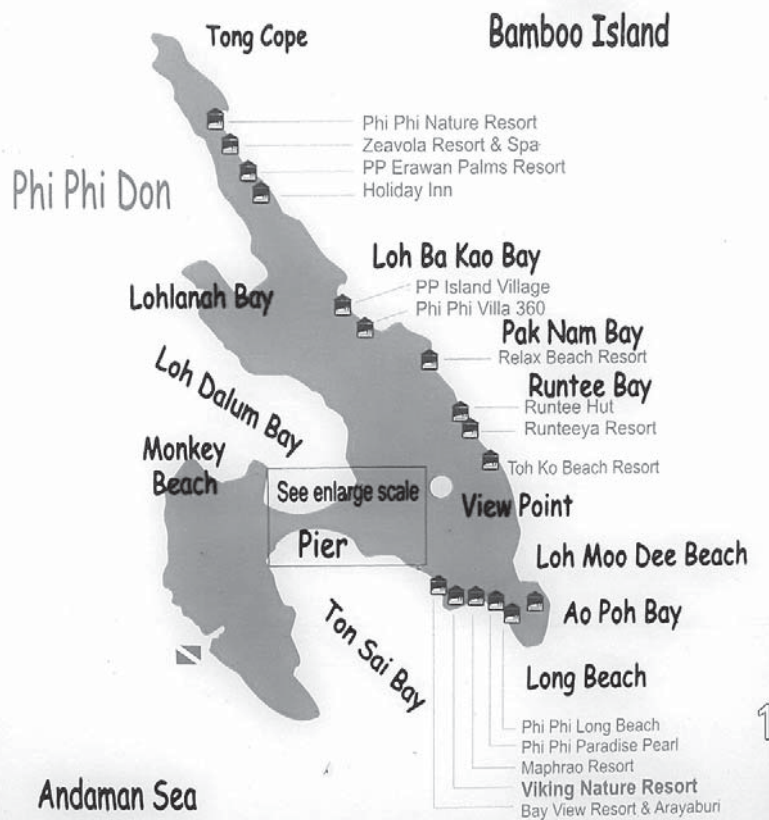 Tong Cope
Bamboo Island
Phi Phi Nature Resort
Zeavola Resort & Spa
PP Erawan Palms Resort
Holiday Inn
Phi Phi Don
Loh Ba Kao Bay
PP Island Village
Phi Phi Villa 360
Lohlanah Bay
Pak Nam Bay
Relax Beach Resort
Loh Dalum Bay
Runtee Bay
Runtee Hut
Runteeya Resort
Monkey
Beach
Toh Ko Beach Resort
See enlarge scale
View Point
Pier
Loh Moo Dee Beach
Ao Poh Bay
Ton Sai Bay
Long Beach
Phi Phi Long Beach
Phi Phi Paradise Pearl
Maphrao Resort
Viking Nature Resort
Bay View Resort & Arayaburi
Andaman Sea